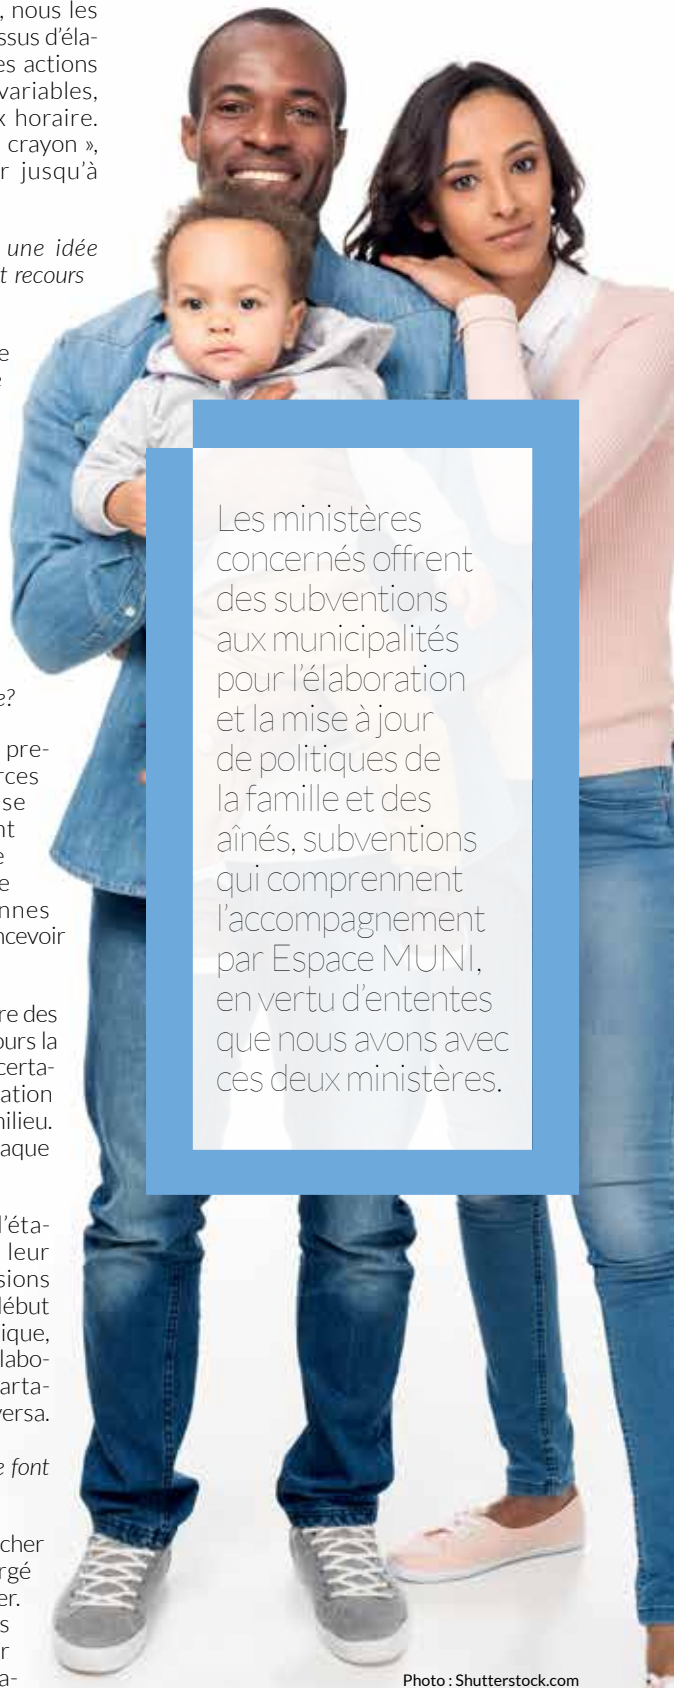 , nous les
ssus d'éla-
es actions
variables,
x horaire.
crayon »,
r jusqu'à
une idée
t recours
e
e?
pre-
rces
se
nt
e
e
nnes
ncevoir
re des
ours la
certa-
ation
nilieu.
aque
l'éta-
leur
sions
début
ique,
labo-
arta-
versa.
e font
cher
rgé
er.
s
r
a-
Les ministères
concernés offrent
des subventions
aux municipalités
pour l'élaboration
et la mise à jour
de politiques de
la famille et des
aînés, subventions
qui comprennent
l'accompagnement
par Espace MUNI,
en vertu d'ententes
que nous avons avec
ces deux ministères.
Photo : Shutterstock.com